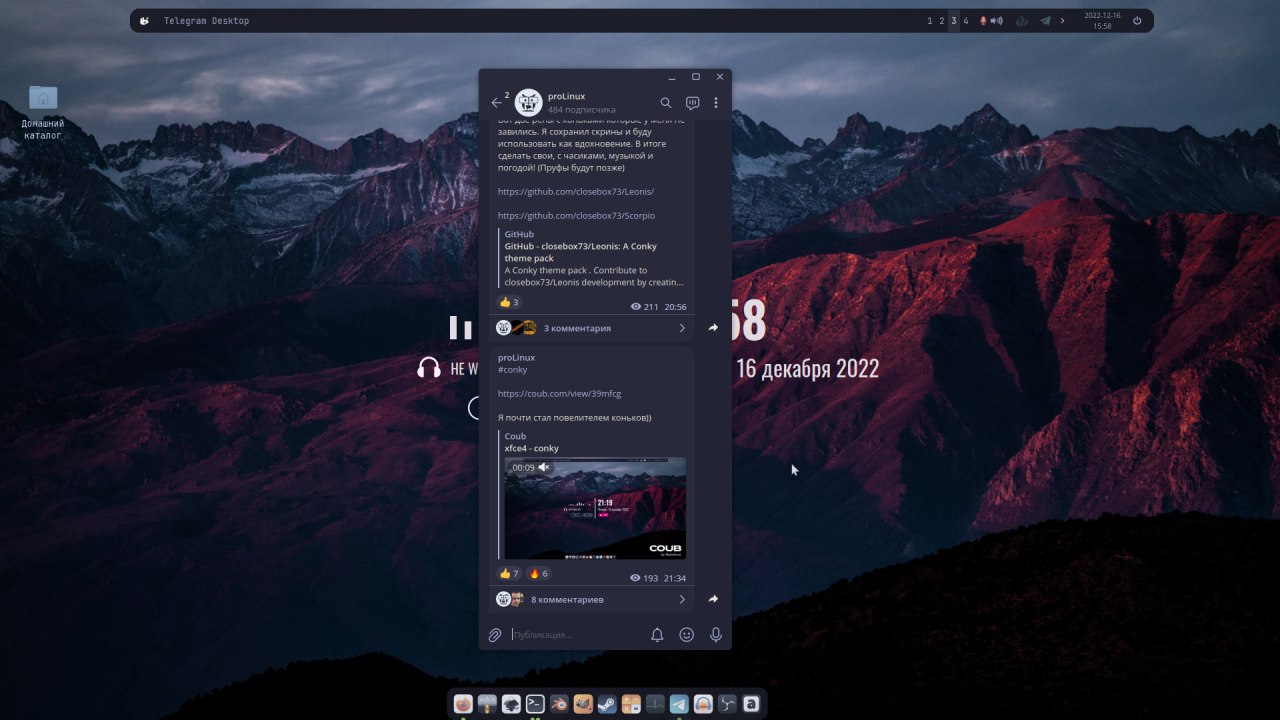 Telegram Desktop
1 2 3 4
2022-12-16
15:58
Домашний
каталог
2
proLinux
484 подписчика
завились. Я сохранил скрины и буду
использовать как вдохновение. В итоге
сделать свои, с часиками, музыкой и
погодой! (Пруфы будут позже)
https://github.com/closebox73/Leonis/
https://github.com/closebox73/Scorpio
GitHub
GitHub - closebox73/Leonis: A Conky
theme pack
A Conky theme pack . Contribute to
closebox73/Leonis development by creatin...
3
211 20:56
3 комментария
58
НЕ W
16 декабря 2022
proLinux
#conky
https://coub.com/view/39mfcg
Я почти стал повелителем коньков))
Coub
xfce4 - conky
00:09
21:19
COUB
7 6
193 21:34
8 комментариев
Публикация...